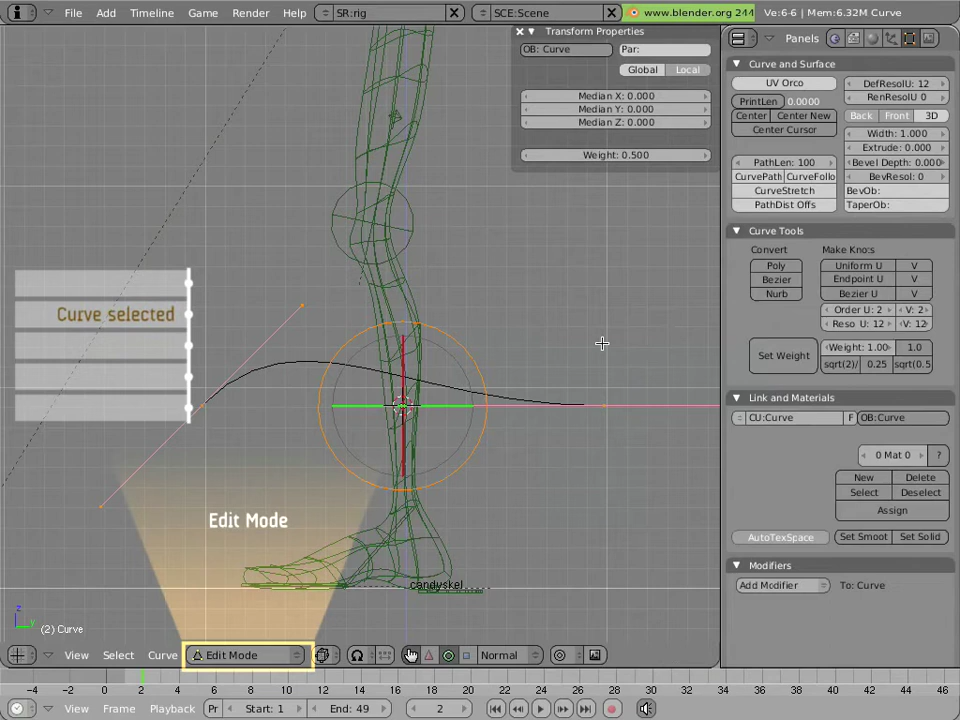 File Add Timeline Game Render Help SR:rig SCE:Scene www.blender.org 244 Ve:6-6 | Mem:6.32M Curve
Transform Properties
OB: Curve Par:
Global Local
Median X: 0.000
Median Y: 0.000
Median Z: 0.000
Weight: 0.500
Panels
Curve and Surface
UV Orco DefResolU: 12
PrintLen 0.0000 RenResolU 0
Center Center New Back Front 3D
Center Cursor Width: 1.000
Extrude: 0.000
PathLen: 100 Bevel Depth: 0.000
CurvePath CurveFollo BevResol: 0
CurveStretch BevOb:
PathDist Offs TaperOb:
Curve Tools
Convert Make Knots
Poly Uniform U V
Bezier Endpoint U V
Nurb Bezier U V
Order U: 2 V: 2
Reso U: 12 V: 12
Set Weight Weight: 1.00 1.0
sqrt(2)/ 0.25 sqrt(0.5
Link and Materials
CU:Curve F OB:Curve
0 Mat 0 ?
New Delete
Select Deselect
Assign
AutoTexSpace Set Smoot Set Solid
Modifiers
Add Modifier To: Curve
Curve selected
Edit Mode
candyskel
z
y
(2) Curve
View Select Curve Edit Mode Normal
-4 -2 0 2 4 6 8 10 12 14 16 18 20 22 24 26 28 30 32 34 36 38 40 42 44 46
View Frame Playback Pr Start: 1 End: 49 2